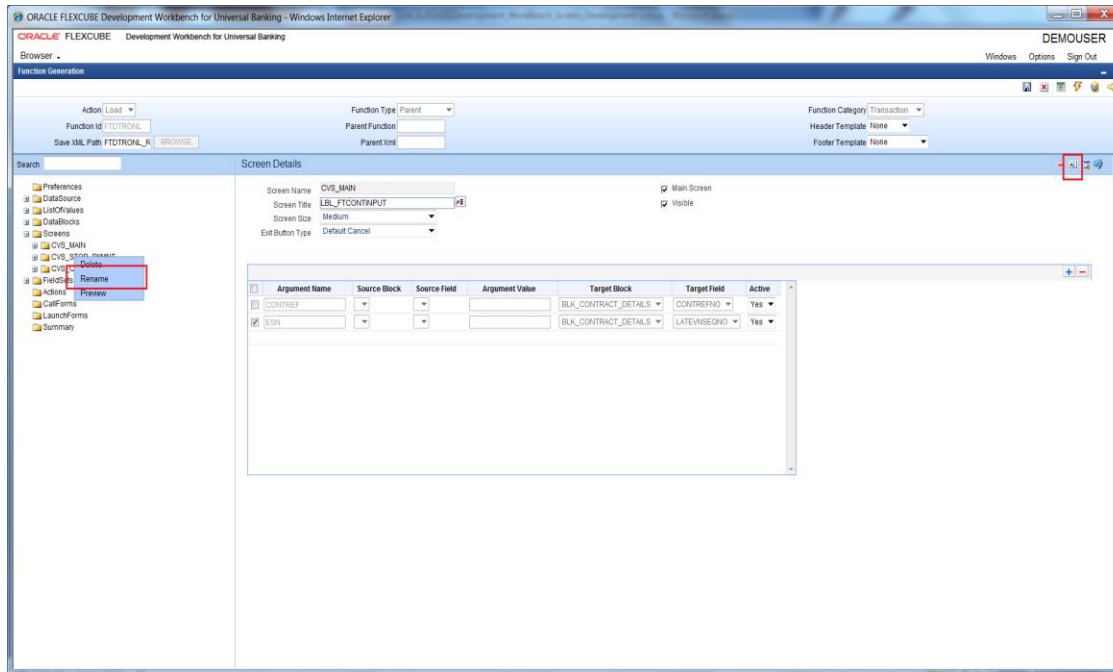 ORACLE FLEXCUBE Development Workbench for Universal Banking - Windows Internet Explorer
ORACLE FLEXCUBE Development Workbench for Universal Banking DEMOUSER
Browser Windows Options Sign Out
Function Generation
Action Load Function Type Parent Function Category Transaction
Function Id FTDTRONL Parent Function Header Template None
Save XML Path FTDTRONL_R BROWSE Parent Xml Footer Template None
Search Screen Details
Preferences
DataSource
ListOfValues
DataBlocks
Screens
CVS_MAIN
CVS_STOP_PYMNT
CVS_C
FieldSets
Actions
CallForms
LaunchForms
Summary
Delete
Rename
Preview
Screen Name CVS_MAIN Main Screen
Screen Title LBL_FTCONTINPUT Visible
Screen Size Medium
Exit Button Type Default Cancel
Argument Name Source Block Source Field Argument Value Target Block Target Field Active
CONTREF BLK_CONTRACT_DETAILS CONTREFNO Yes
ESN BLK_CONTRACT_DETAILS LATEVNSEQNO Yes